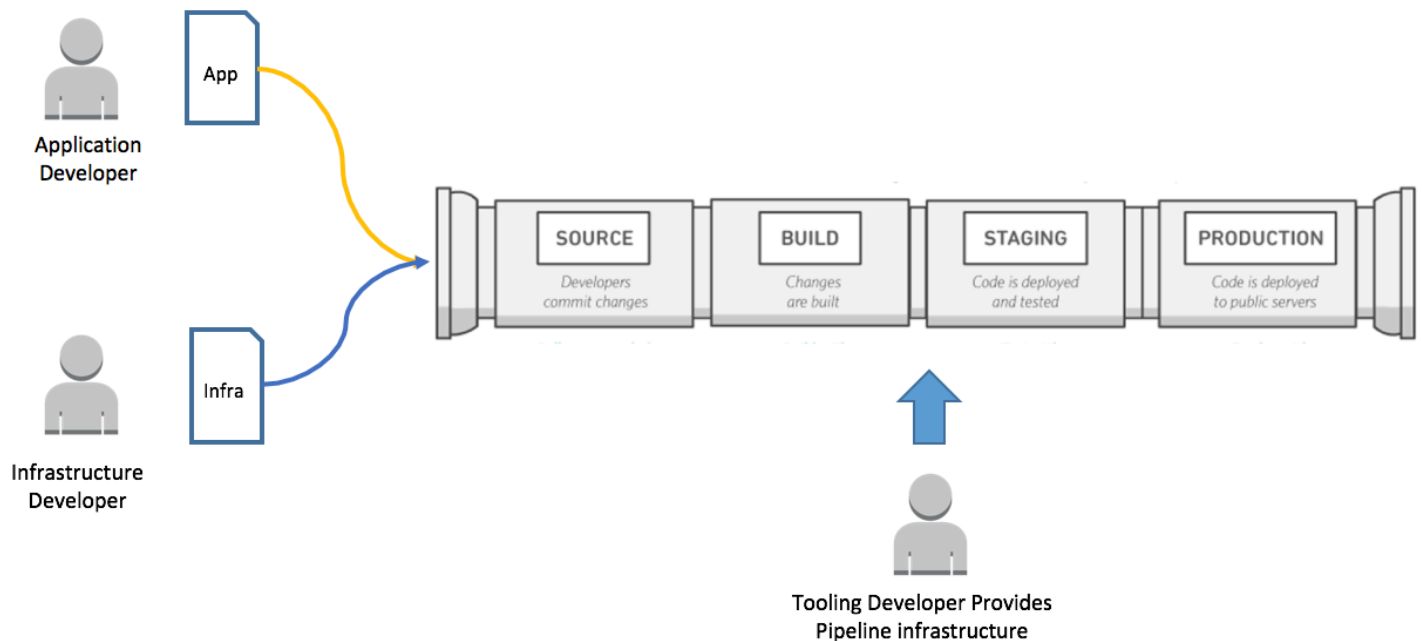 App
Application
Developer
SOURCE
Developers
commit changes
BUILD
Changes
are built
STAGING
Code is deployed
and tested
PRODUCTION
Code is deployed
to public servers
Infra
Infrastructure
Developer
Tooling Developer Provides
Pipeline infrastructure